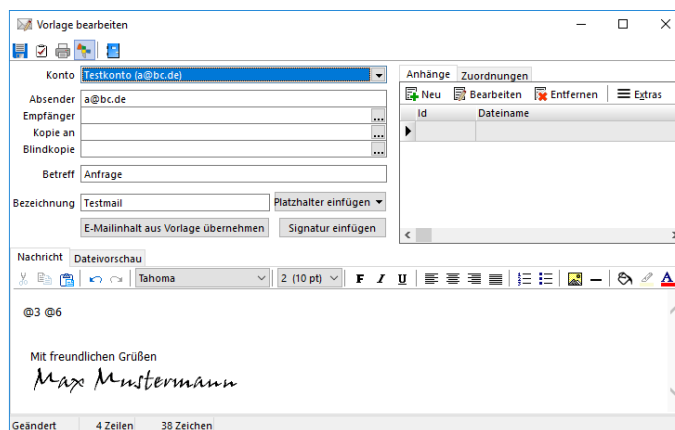 Vorlage bearbeiten
Konto Testkonto (a@bc.de)
Absender a@bc.de
Empfänger ...
Kopie an ...
Blindkopie ...
Betreff Anfrage
Bezeichnung Testmail Platzhalter einfügen
E-Mailinhalt aus Vorlage übernehmen Signatur einfügen
Anhänge Zuordnungen
Neu Bearbeiten Entfernen Extras
Id Dateiname
Nachricht Dateivorschau
Tahoma 2 (10 pt) F I U A
@3 @6
Mit freundlichen Grüßen
Max Mustermann
Geändert 4 Zeilen 38 Zeichen